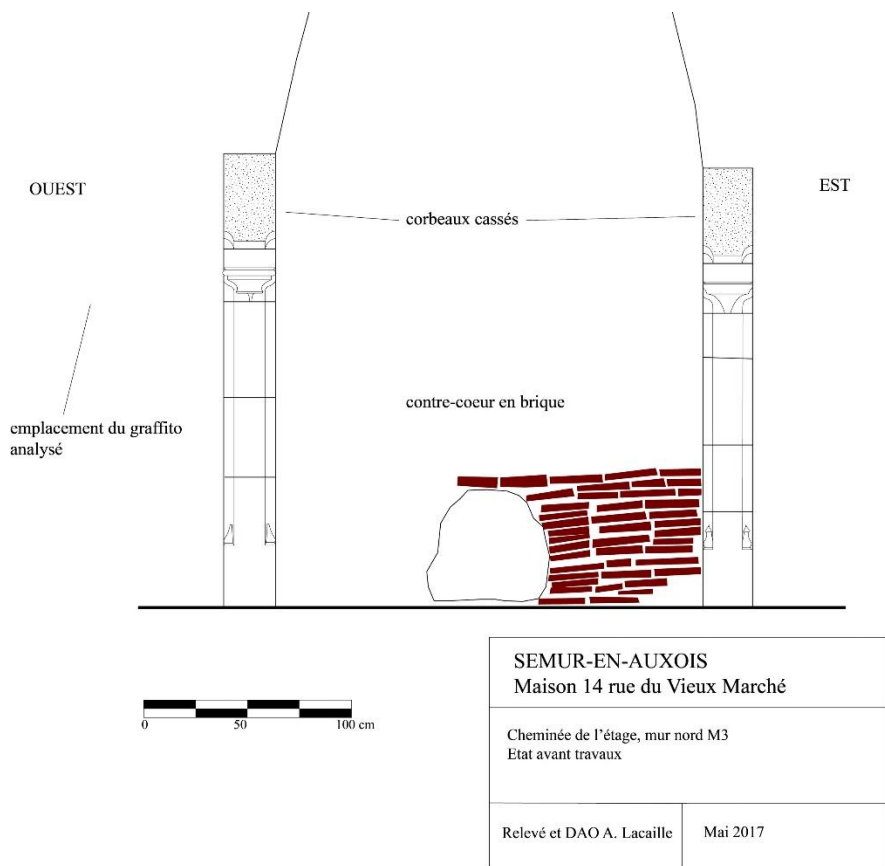 OUEST
EST
corbeaux cassés
contre-coeur en brique
emplacement du graffito
analysé
0 50 100 cm
SEMUR-EN-AUXOIS
Maison 14 rue du Vieux Marché
Cheminée de l'étage, mur nord M3
Etat avant travaux
Relevé et DAO A. Lacaille
Mai 2017